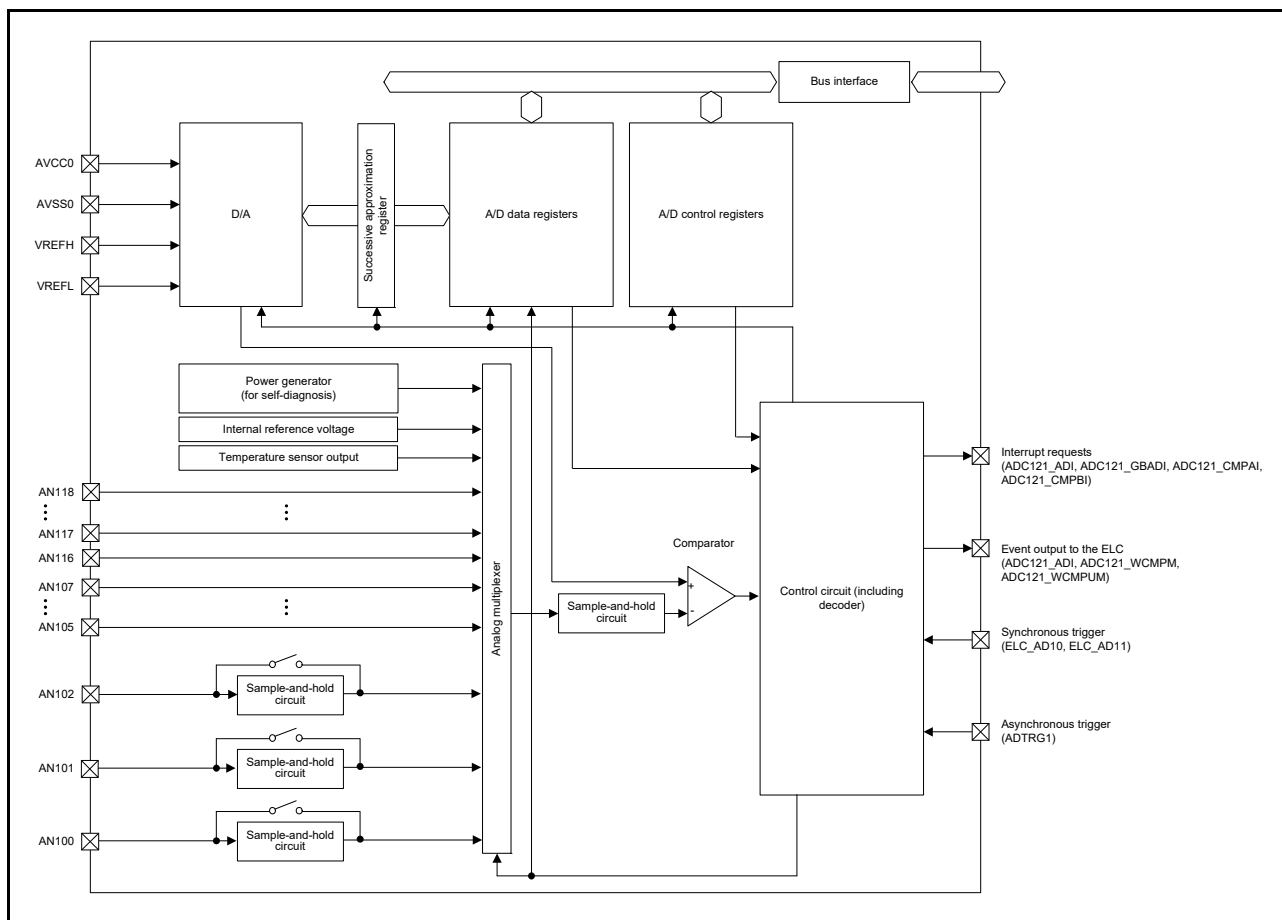 Bus interface
AVCC0
AVSS0
VREFH
VREFL
D/A
Successive approximation
register
A/D data registers
A/D control registers
Power generator
(for self-diagnosis)
Internal reference voltage
Temperature sensor output
AN118
AN117
AN116
AN107
AN105
AN102
AN101
AN100
Sample-and-hold
circuit
Sample-and-hold
circuit
Sample-and-hold
circuit
Analog multiplexer
Sample-and-hold
circuit
Comparator
+
-
Control circuit (including
decoder)
Interrupt requests
(ADC121_ADI, ADC121_GBADI, ADC121_CMPAI,
ADC121_CMPBI)
Event output to the ELC
(ADC121_ADI, ADC121_WCMPM,
ADC121_WCMPUM)
Synchronous trigger
(ELC_AD10, ELC_AD11)
Asynchronous trigger
(ADTRG1)